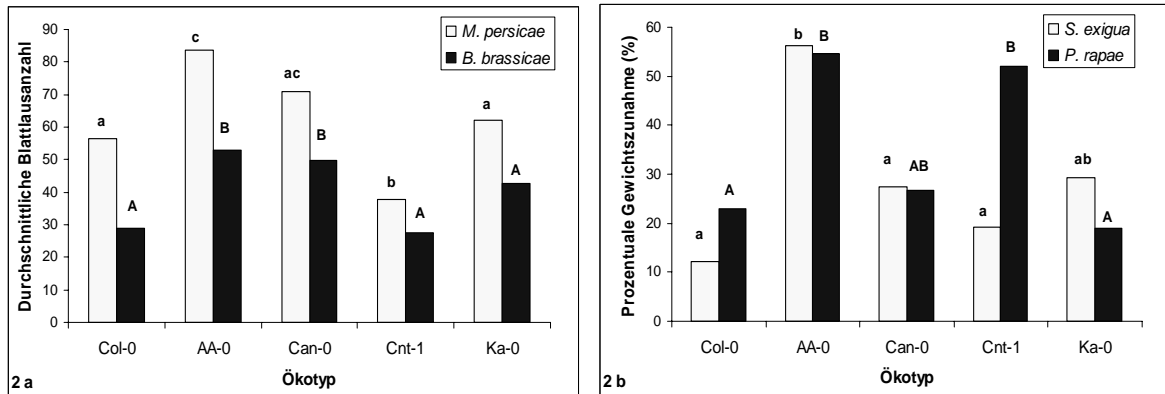 Durchschnittliche Blattlausanzahl
90
80
70
60
50
40
30
20
10
0
M. persicae
B. brassicae
a
A
c
B
ac
B
b
A
a
A
Col-0
AA-0
Can-0
Cnt-1
Ka-0
Ökotyp
2 a
Prozentuale Gewichtszunahme (%)
60
50
40
30
20
10
0
S. exigua
P. rapae
a
A
b
B
a
AB
a
B
ab
A
Col-0
AA-0
Can-0
Cnt-1
Ka-0
Ökotyp
2 b